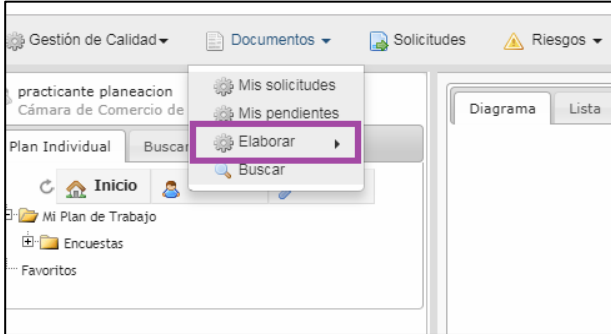 Gestión de Calidad Documentos Solicitudes Riesgos
Mis solicitudes
Mis pendientes
Elaborar
Buscar
practicante planeacion
Cámara de Comercio de
Plan Individual Buscar
Inicio
Mi Plan de Trabajo
Encuestas
Favoritos
Diagrama Lista